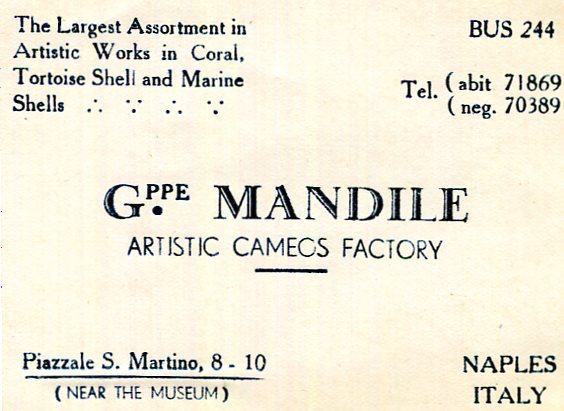 The Largest Assortment in
Artistic Works in Coral,
Tortoise Shell and Marine
Shells ∴ ∵ ∴ ∵
BUS 244
Tel. ( abit 71869
( neg. 70389
G.PPE MANDILE
ARTISTIC CAMEOS FACTORY
Piazzale S. Martino, 8 - 10
( NEAR THE MUSEUM )
NAPLES
ITALY